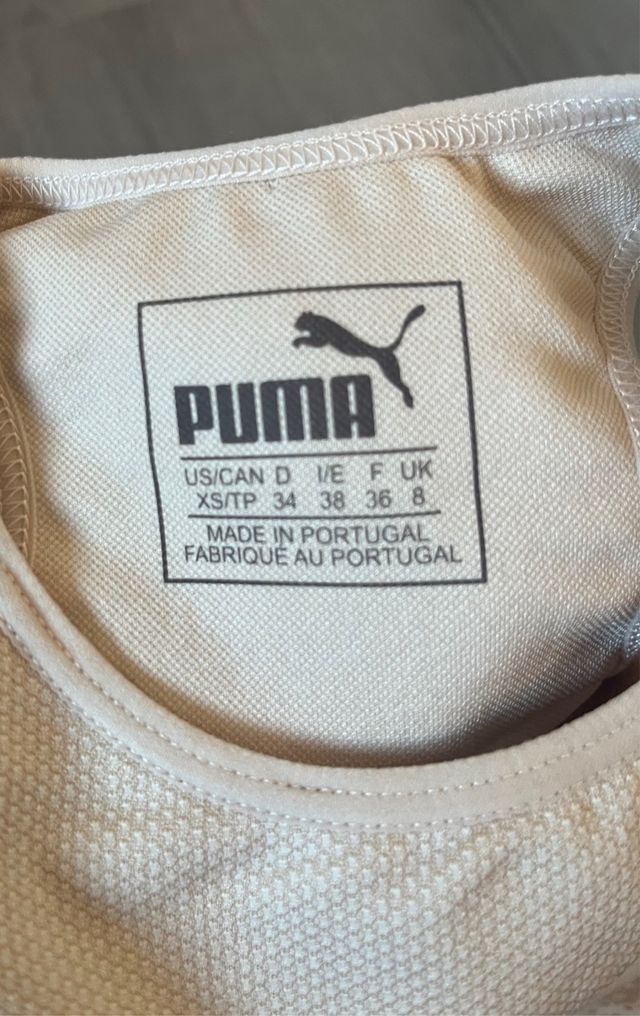 PUMA
US/CAN D I/E F UK
XS/TP 34 38 36 8
MADE IN PORTUGAL
FABRIQUÉ AU PORTUGAL